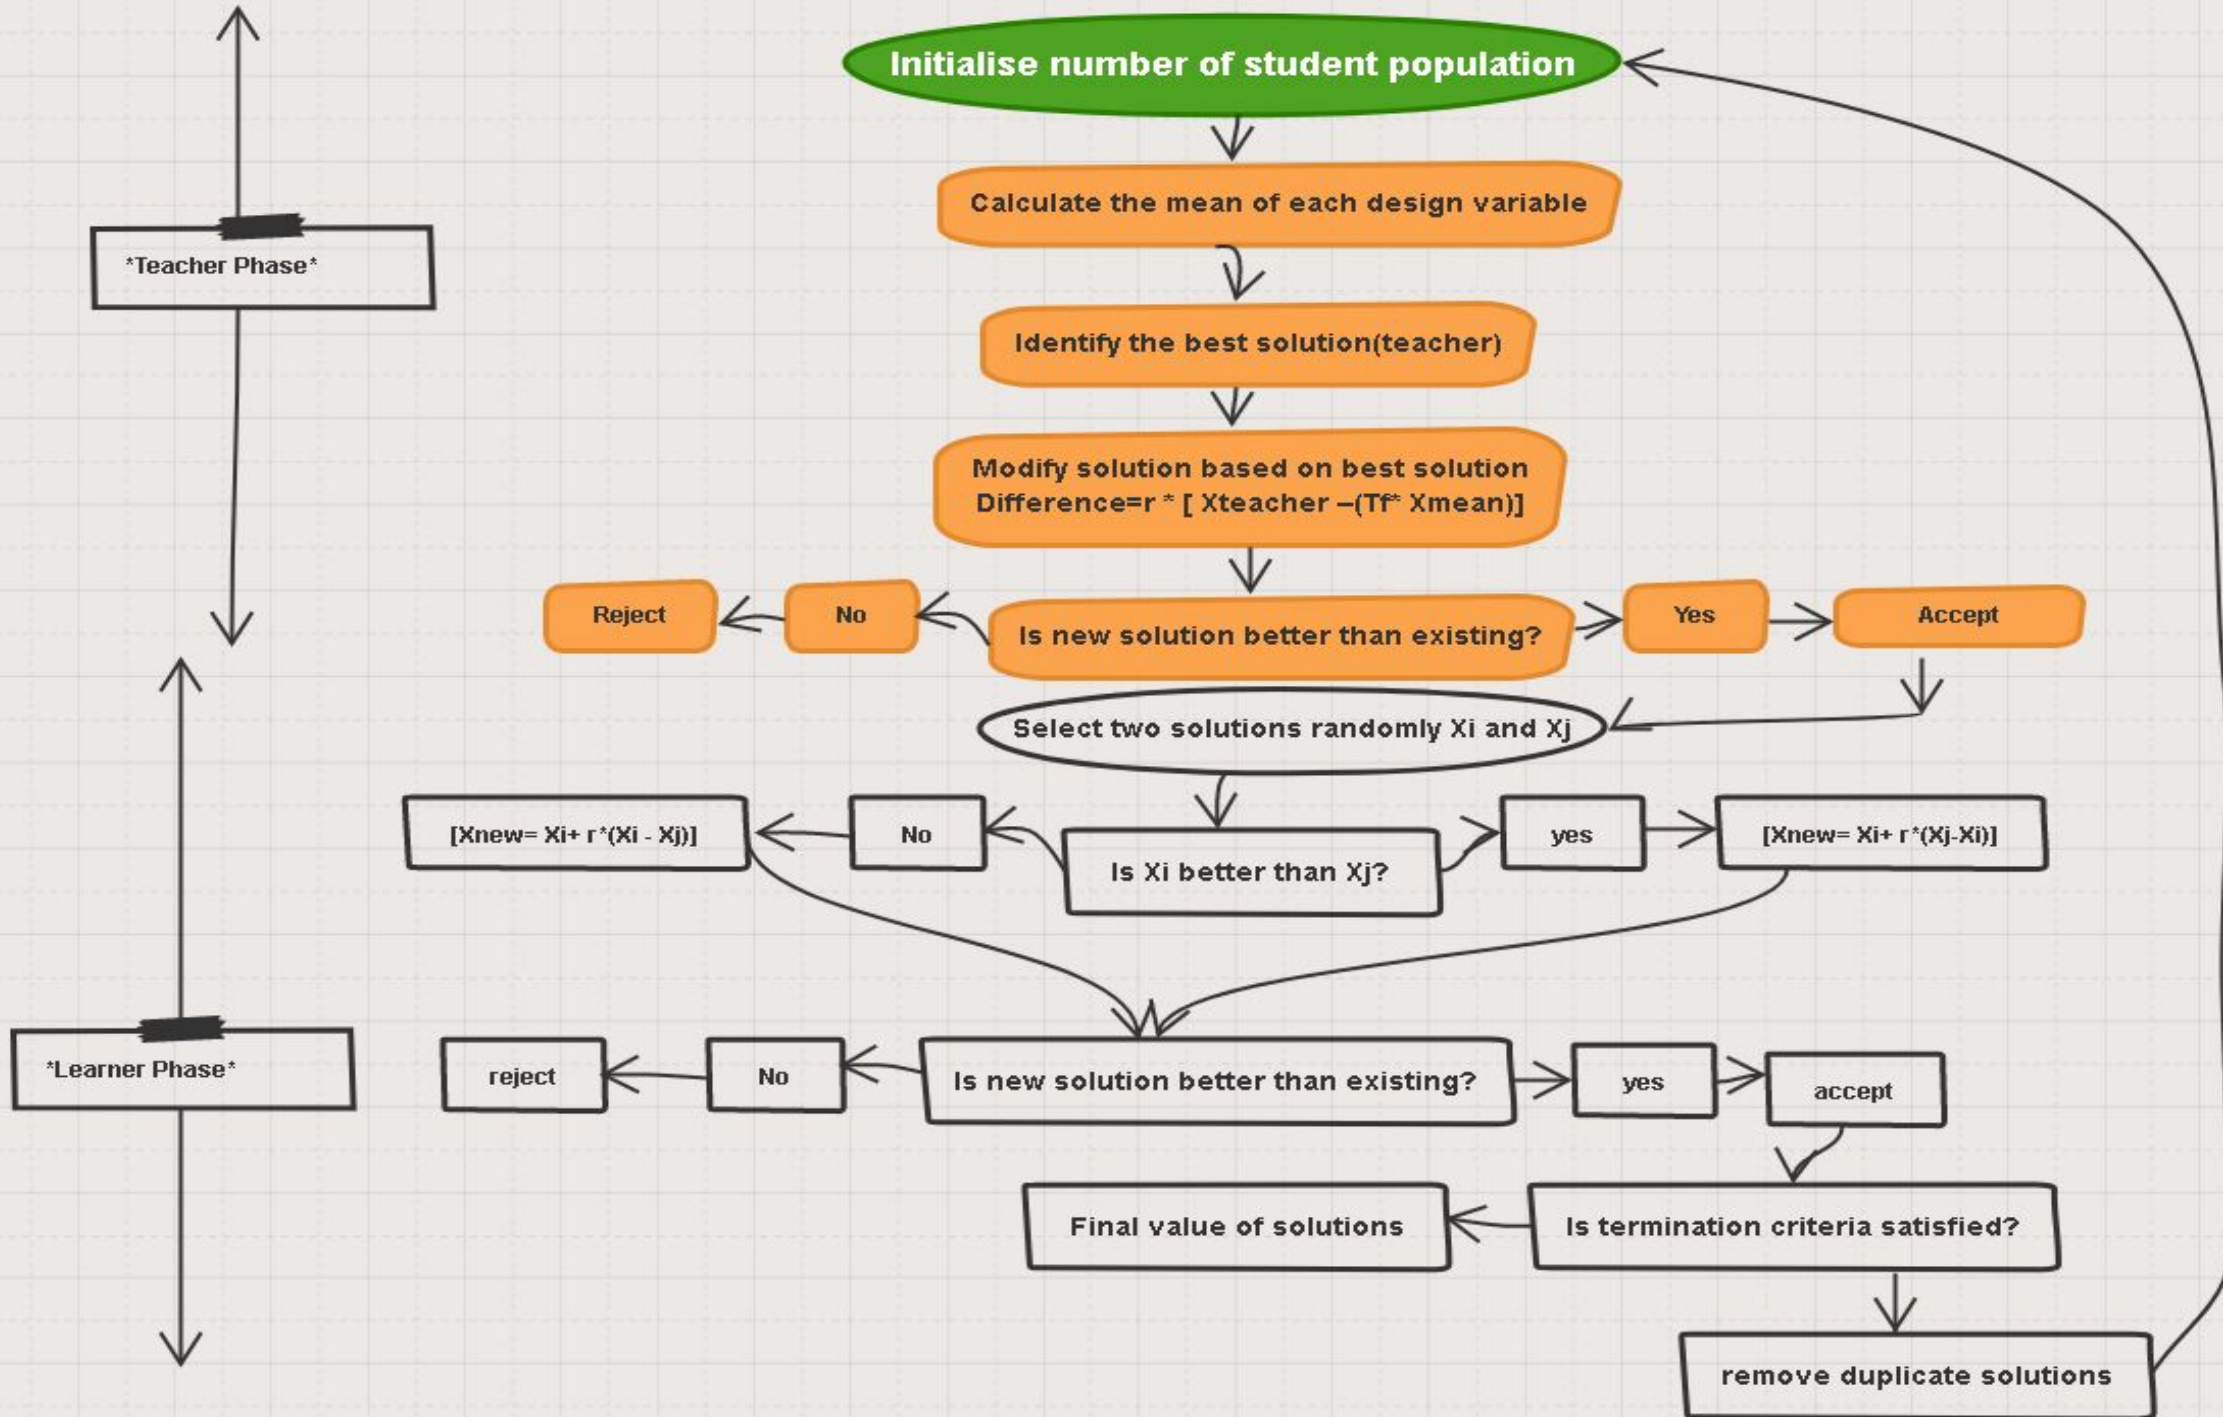 Initialise number of student population
Calculate the mean of each design variable
*Teacher Phase*
Identify the best solution(teacher)
Modify solution based on best solution
Difference=r * [ Xteacher –(Tf* Xmean)]
Reject
No
Is new solution better than existing?
Yes
Accept
Select two solutions randomly Xi and Xj
[Xnew= Xi+ r*(Xi - Xj)]
No
Is Xi better than Xj?
yes
[Xnew= Xi+ r*(Xj-Xi)]
*Learner Phase*
reject
No
Is new solution better than existing?
yes
accept
Final value of solutions
Is termination criteria satisfied?
remove duplicate solutions